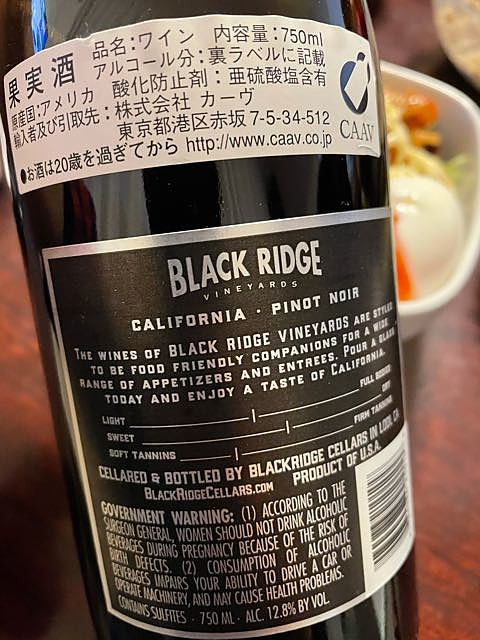 果実酒
品名:ワイン 内容量:750ml
アルコール分:裏ラベルに記載
酸化防止剤:亜硫酸塩含有
原産国:アメリカ
輸入者及び引取先:株式会社 カーヴ
東京都港区赤坂7-5-34-512
●お酒は20歳を過ぎてから http://www.caav.co.jp
CAAV
BLACK RIDGE
VINEYARDS
CALIFORNIA · PINOT NOIR
THE WINES OF BLACK RIDGE VINEYARDS ARE STYLED
TO BE FOOD FRIENDLY COMPANIONS FOR A WIDE
RANGE OF APPETIZERS AND ENTREES. POUR A GLASS
TODAY AND ENJOY A TASTE OF CALIFORNIA.
LIGHT FULL BODIED
SWEET DRY
SOFT TANNINS FIRM TANNINS
CELLARED & BOTTLED BY BLACKRIDGE CELLARS IN LODI, CA.
BLACKRIDGECELLARS.COM PRODUCT OF U.S.A.
GOVERNMENT WARNING: (1) ACCORDING TO THE
SURGEON GENERAL, WOMEN SHOULD NOT DRINK ALCOHOLIC
BEVERAGES DURING PREGNANCY BECAUSE OF THE RISK OF
BIRTH DEFECTS. (2) CONSUMPTION OF ALCOHOLIC
BEVERAGES IMPAIRS YOUR ABILITY TO DRIVE A CAR OR
OPERATE MACHINERY, AND MAY CAUSE HEALTH PROBLEMS.
CONTAINS SULFITES · 750 ML · ALC. 12.8% BY VOL